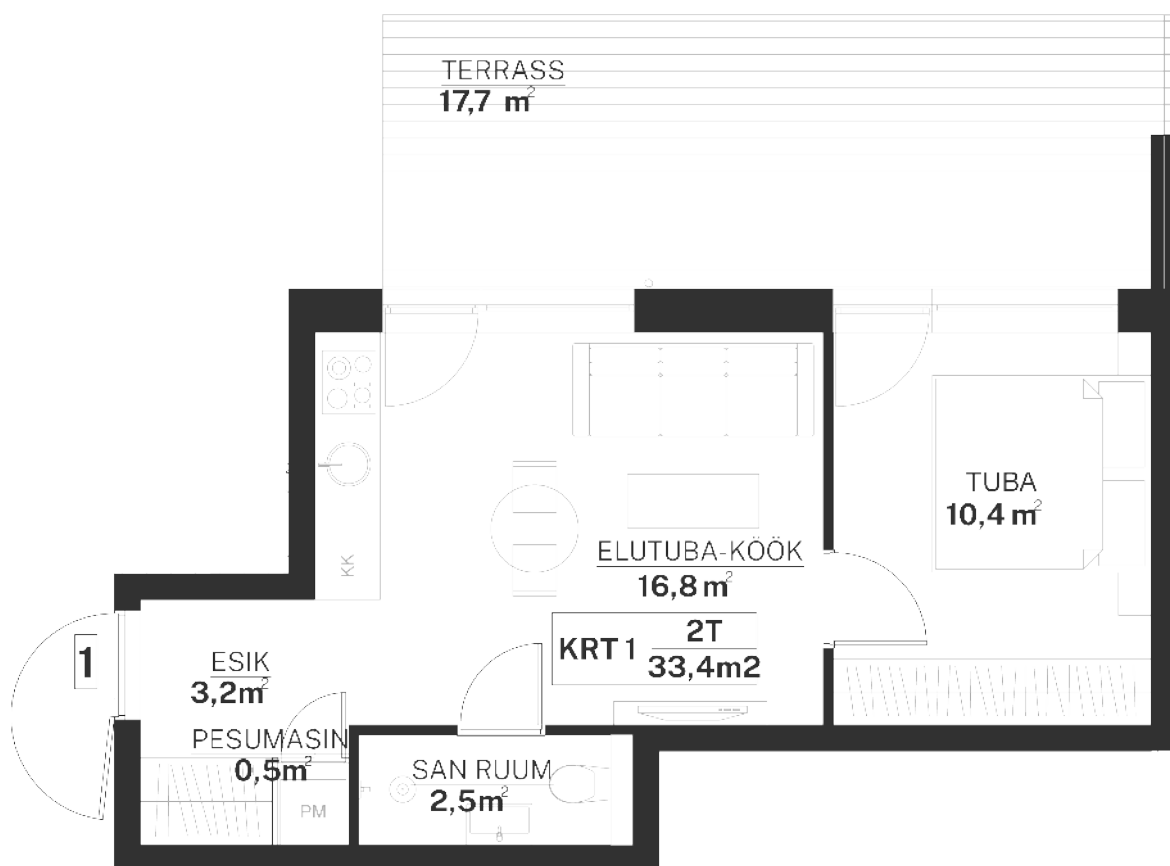 TERRASS
17,7 m²
TUBA
10,4 m²
KK
ELUTUBA-KÖÖK
16,8 m²
KRT 1
2T
33,4m2
1
ESIK
3,2m²
PESUMASIN
0,5m²
PM
SAN RUUM
2,5m²